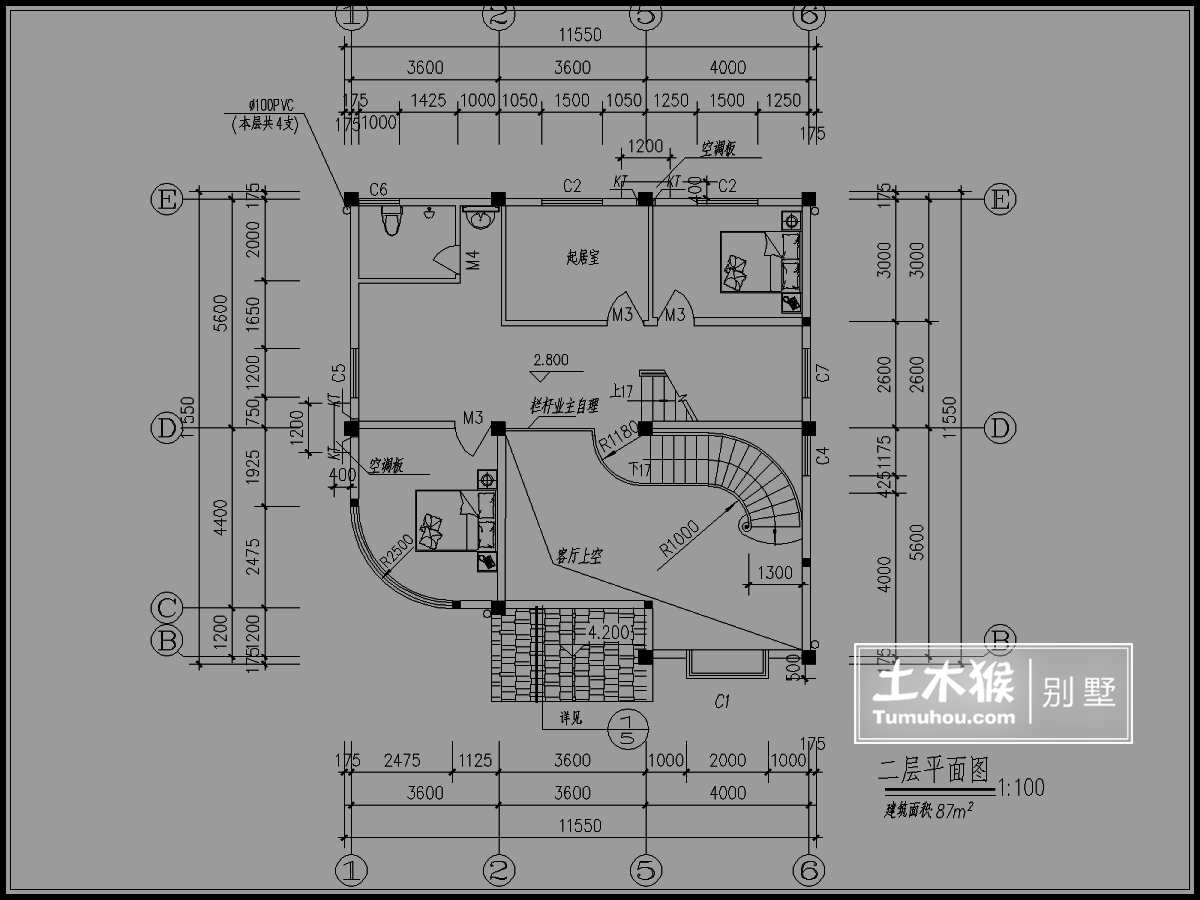 1 2 5 6
11550
3600 3600 4000
175 1425 1000 1050 1500 1050 1250 1500 1250
175 1000 175
ø100PVC
(本层共4支)
1200 空调板
KT KT 400
C6 C2 C2
E E
175 2000 1650 1200 750 1925 2475 1200 175
5600 4400 1200
11550
175 3000 2600 1175 425 4000 175
3000 2600 5600
11550
M4
起居室
M3 M3
C5 C7
2.800
上17
栏杆业主自理
KT
1200
KT
M3
D D
R1180
下17
C4
空调板
400
R2500
R1000
客厅上空
1300
C
B B
4.200
500
C1
详见
7
5
土木猴 别墅
Tumuhou.com
175 2475 1125 3600 1000 2000 1000 175
3600 3600 4000
11550
二层平面图 1:100
建筑面积:87m²
1 2 5 6